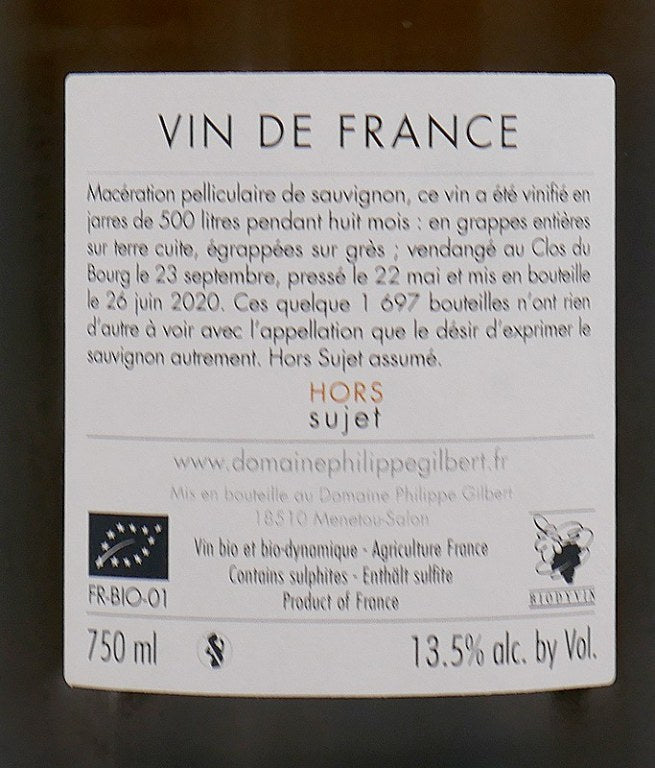 VIN DE FRANCE
Macération pelliculaire de sauvignon, ce vin a été vinifié en
jarres de 500 litres pendant huit mois : en grappes entières
sur terre cuite, égrappées sur grès ; vendangé au Clos du
Bourg le 23 septembre, pressé le 22 mai et mis en bouteille
le 26 juin 2020. Ces quelque 1 697 bouteilles n'ont rien
d'autre à voir avec l'appellation que le désir d'exprimer le
sauvignon autrement. Hors Sujet assumé.
HORS
sujet
www.domainephilippegilbert.fr
Mis en bouteille au Domaine Philippe Gilbert
18510 Menetou-Salon
Vin bio et bio-dynamique - Agriculture France
Contains sulphites - Enthält sulfite
Product of France
FR-BIO-01
BIODYVIN
750 ml
13.5% alc. by Vol.